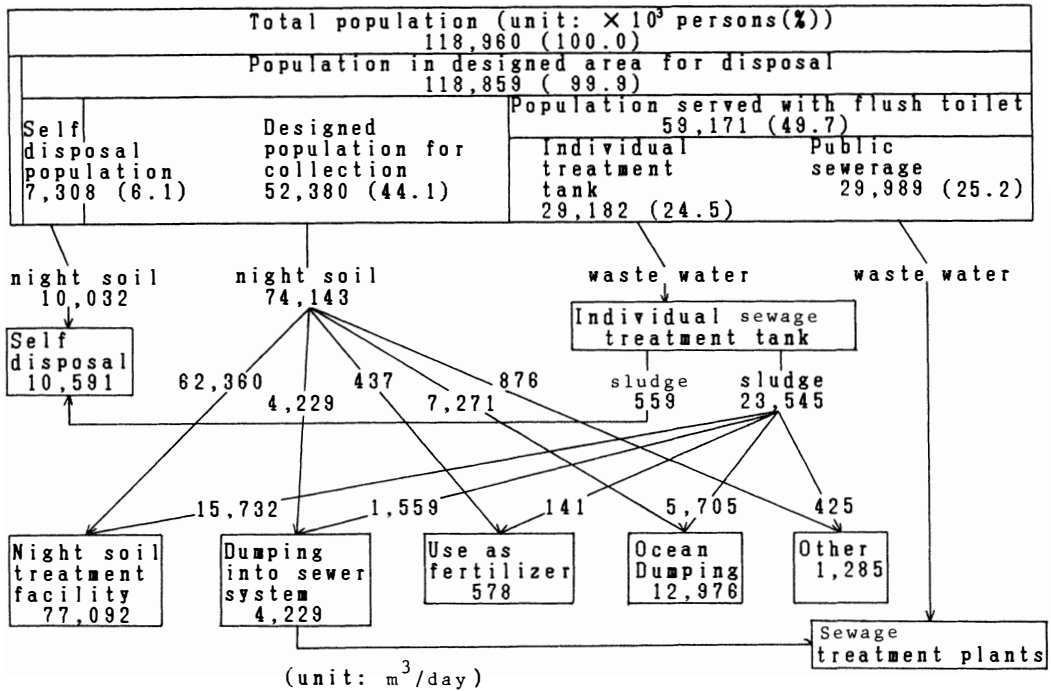 Total population (unit: ×10³ persons(%))
118,960 (100.0)
Population in designed area for disposal
118,859 ( 99.9)
Population served with flush toilet
59,171 (49.7)
Self
disposal
population
7,308 (6.1)
Designed
population for
collection
52,380 (44.1)
Individual
treatment
tank
29,182 (24.5)
Public
sewerage
29,989 (25.2)
night soil
10,032
night soil
74,143
waste water
waste water
Self
disposal
10,591
Individual sewage
treatment tank
62,360
4,229
437
7,271
876
sludge
559
sludge
23,545
15,732
1,559
141
5,705
425
Night soil
treatment
facility
77,092
Dumping
into sewer
system
4,229
Use as
fertilizer
578
Ocean
Dumping
12,976
Other
1,285
Sewage
treatment plants
(unit: m³/day)